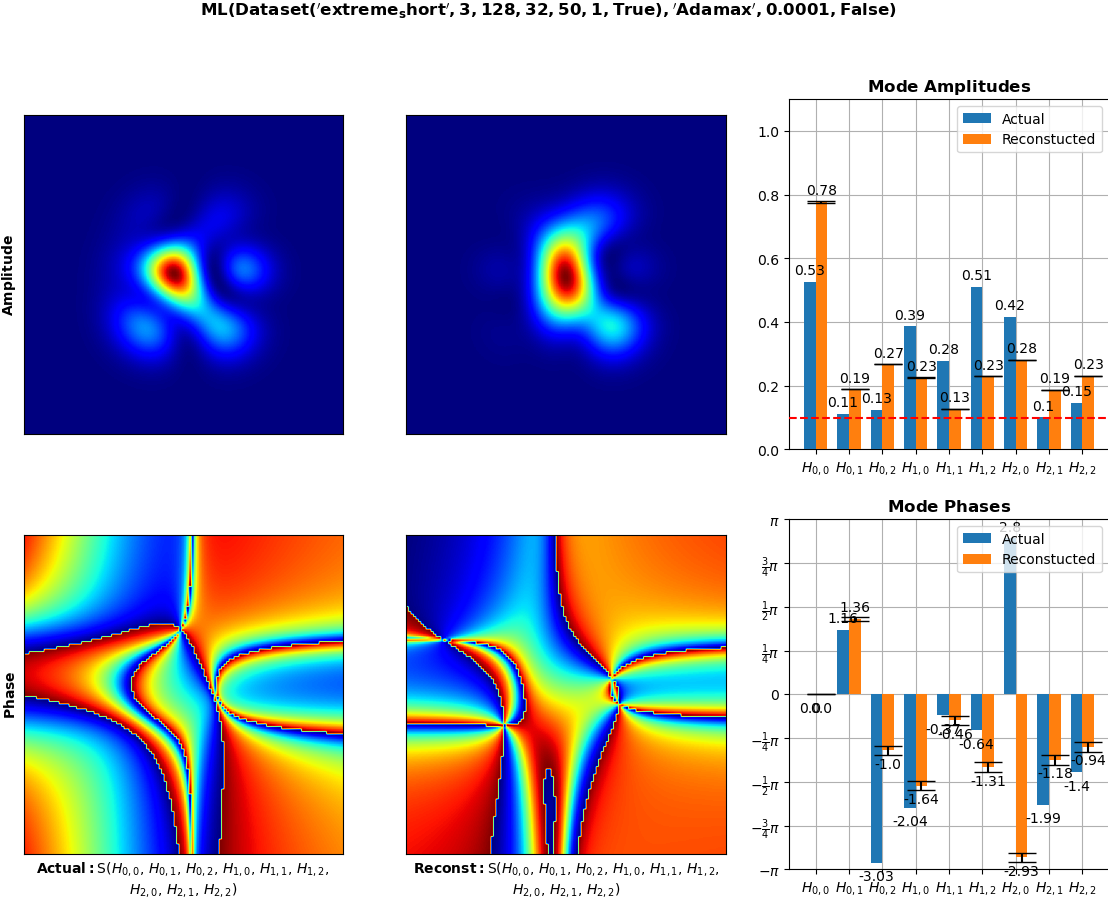 ML(Dataset('extreme_short', 3, 128, 32, 50, 1, True), 'Adamax', 0.0001, False)
Amplitude
Mode Amplitudes
Actual
Reconstucted
1.0
0.8
0.6
0.4
0.2
0.0
0.53 0.78 0.11 0.19 0.13 0.27 0.39 0.23 0.28 0.13 0.51 0.23 0.42 0.28 0.1 0.19 0.15 0.23
H0,0 H0,1 H0,2 H1,0 H1,1 H1,2 H2,0 H2,1 H2,2
Phase
Actual: S(H0,0, H0,1, H0,2, H1,0, H1,1, H1,2,
H2,0, H2,1, H2,2)
Reconst: S(H0,0, H0,1, H0,2, H1,0, H1,1, H1,2,
H2,0, H2,1, H2,2)
Mode Phases
Actual
Reconstucted
π
3/4π
1/2π
1/4π
0
−1/4π
−1/2π
−3/4π
−π
0.0 0.0 1.16 1.36 -3.03 -1.0 -2.04 -1.64 -0.37 -0.46 -0.64 -1.31 2.8 -2.93 -1.99 -1.18 -1.4 -0.94
H0,0 H0,1 H0,2 H1,0 H1,1 H1,2 H2,0 H2,1 H2,2